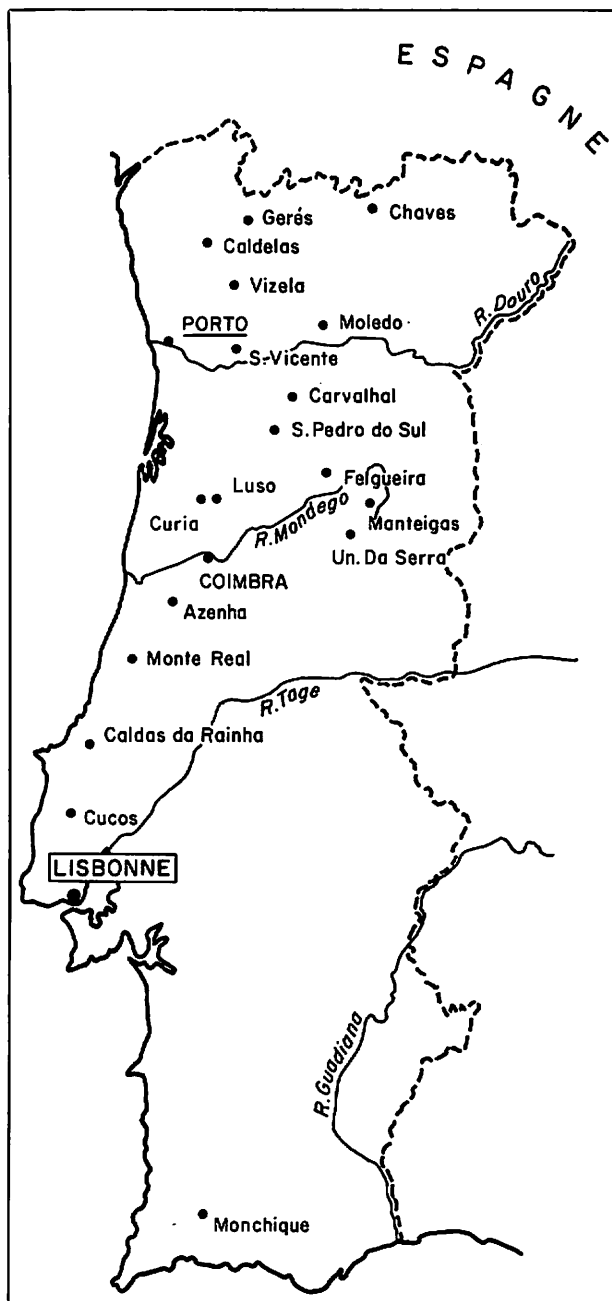 ESPAGNE
Gerés
Chaves
Caldelas
Vizela
R. Douro
PORTO
Moledo
S. Vicente
Carvalhal
S. Pedro do Sul
Felgueira
Luso
Curia
R. Mondego
Manteigas
Un. Da Serra
COIMBRA
Azenha
Monte Real
R. Tage
Caldas da Rainha
Cucos
LISBONNE
R. Guadiana
Monchique